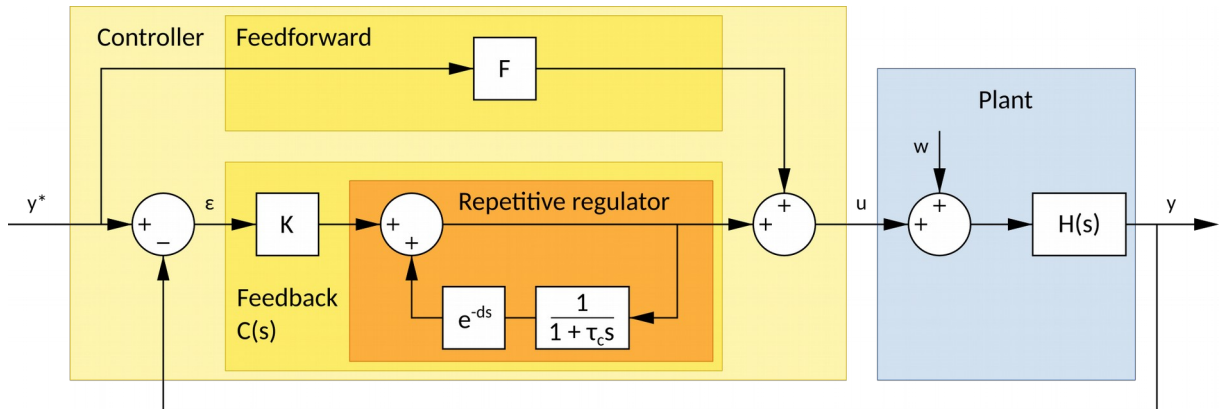 Controller
Feedforward
F
Plant
w
+
y*
+
−
ε
K
+
+
Repetitive regulator
+
+
u
+
+
H(s)
y
Feedback
C(s)
e-ds
1
1 + τcs